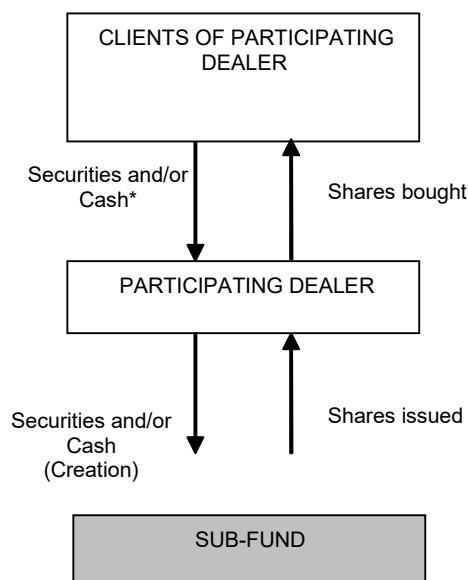 CLIENTS OF PARTICIPATING
DEALER
Securities and/or
Cash*
Shares bought
PARTICIPATING DEALER
Securities and/or
Cash
(Creation)
Shares issued
SUB-FUND